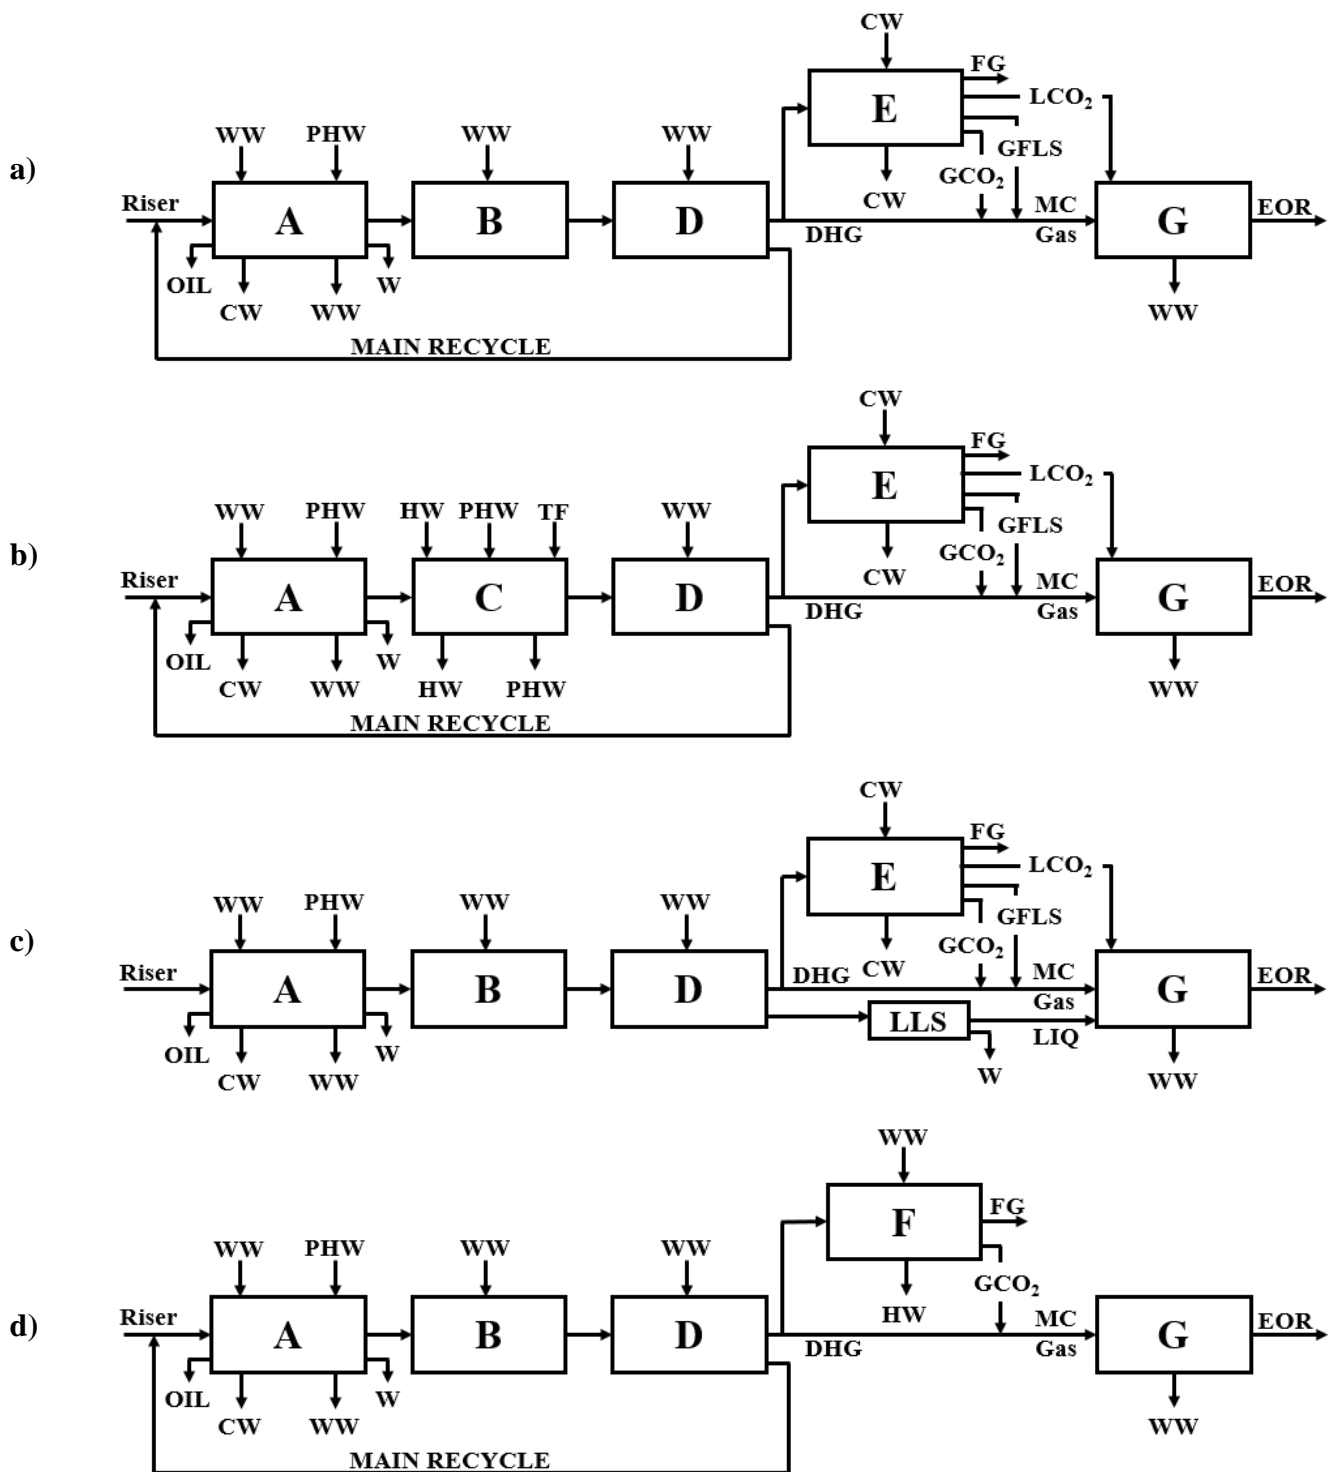 CW
FG
E
LCO₂
WW PHW WW WW
GFLS
a)
GCO₂
Riser
A B D
CW
MC
G
EOR
DHG
Gas
OIL
W
CW WW
WW
MAIN RECYCLE
CW
FG
E
LCO₂
WW PHW HW PHW TF WW
GFLS
b)
GCO₂
Riser
A C D
CW
MC
G
EOR
DHG
Gas
OIL
W
CW WW HW PHW
WW
MAIN RECYCLE
CW
FG
E
LCO₂
WW PHW WW WW
GFLS
c)
GCO₂
Riser
A B D
DHG
CW
MC
G
EOR
Gas
LLS
LIQ
OIL
W
W
CW WW
WW
WW
F
FG
WW PHW WW WW
GCO₂
d)
Riser
HW
A B D
MC
G
EOR
DHG
Gas
OIL
W
CW WW
WW
MAIN RECYCLE